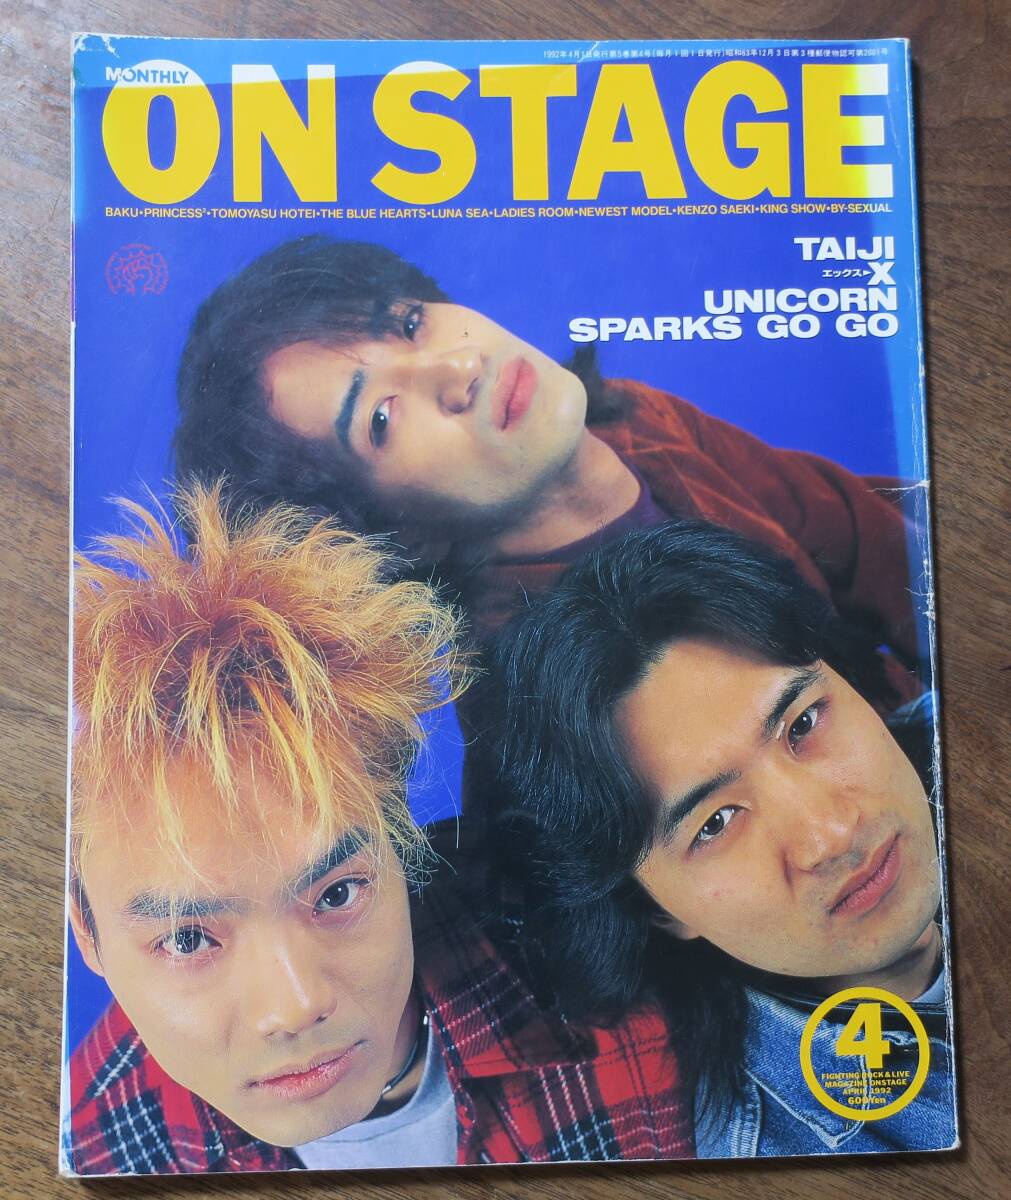 1992年4月1日発行第5巻第4号(毎月1回1日発行)昭和63年12月3日第3種郵便物認可第2001号
MONTHLY
ON STAGE
BAKU•PRINCESS²•TOMOYASU HOTEI•THE BLUE HEARTS•LUNA SEA•LADIES ROOM•NEWEST MODEL•KENZO SAEKI•KING SHOW•BY-SEXUAL
TAIJI
エックス▶X
UNICORN
SPARKS GO GO
4
FIGHTING ROCK & LIVE
MAGAZINE ONSTAGE
APRIL 1992
600Yen